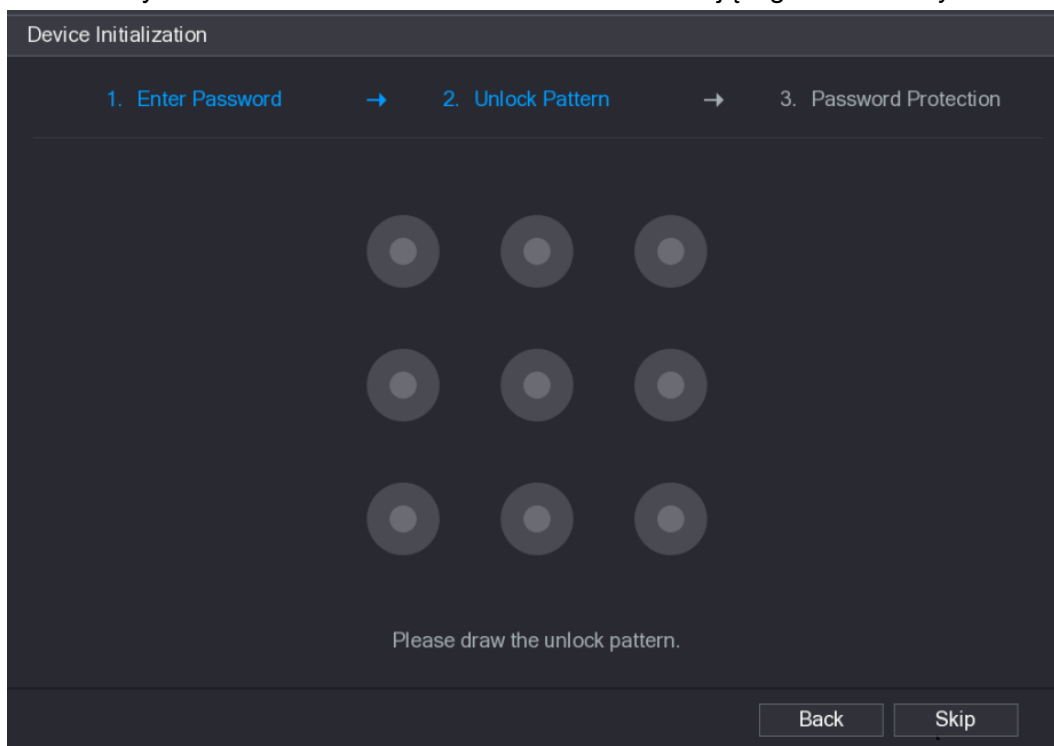 Device Initialization
1. Enter Password → 2. Unlock Pattern → 3. Password Protection
Please draw the unlock pattern.
Back Skip